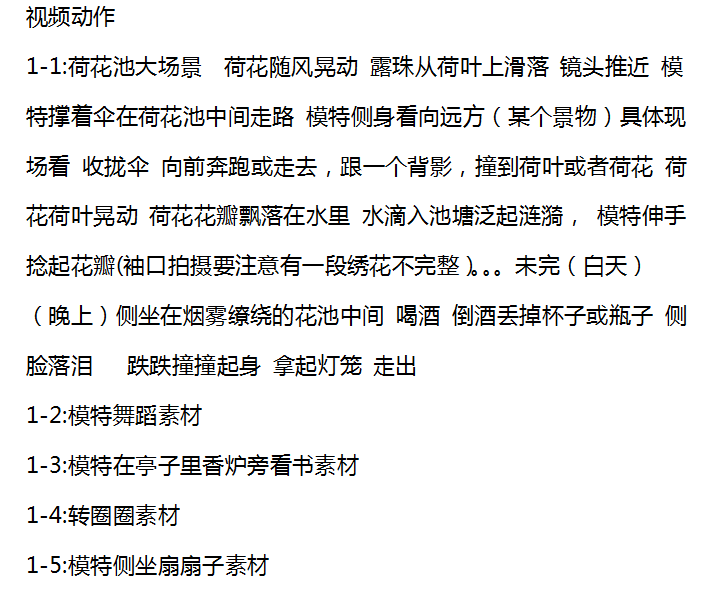 视频动作
1-1:荷花池大场景   荷花随风晃动  露珠从荷叶上滑落  镜头推近  模
特撑着伞在荷花池中间走路  模特侧身看向远方（某个景物）具体现
场看  收拢伞  向前奔跑或走去，跟一个背影，撞到荷叶或者荷花  荷
花荷叶晃动  荷花花瓣飘落在水里  水滴入池塘泛起涟漪，  模特伸手
捻起花瓣(袖口拍摄要注意有一段绣花不完整）。。。未完（白天）
（晚上）侧坐在烟雾缭绕的花池中间  喝酒  倒酒丢掉杯子或瓶子  侧
脸落泪    跌跌撞撞起身  拿起灯笼  走出
1-2:模特舞蹈素材
1-3:模特在亭子里香炉旁看书素材
1-4:转圈圈素材
1-5:模特侧坐扇扇子素材